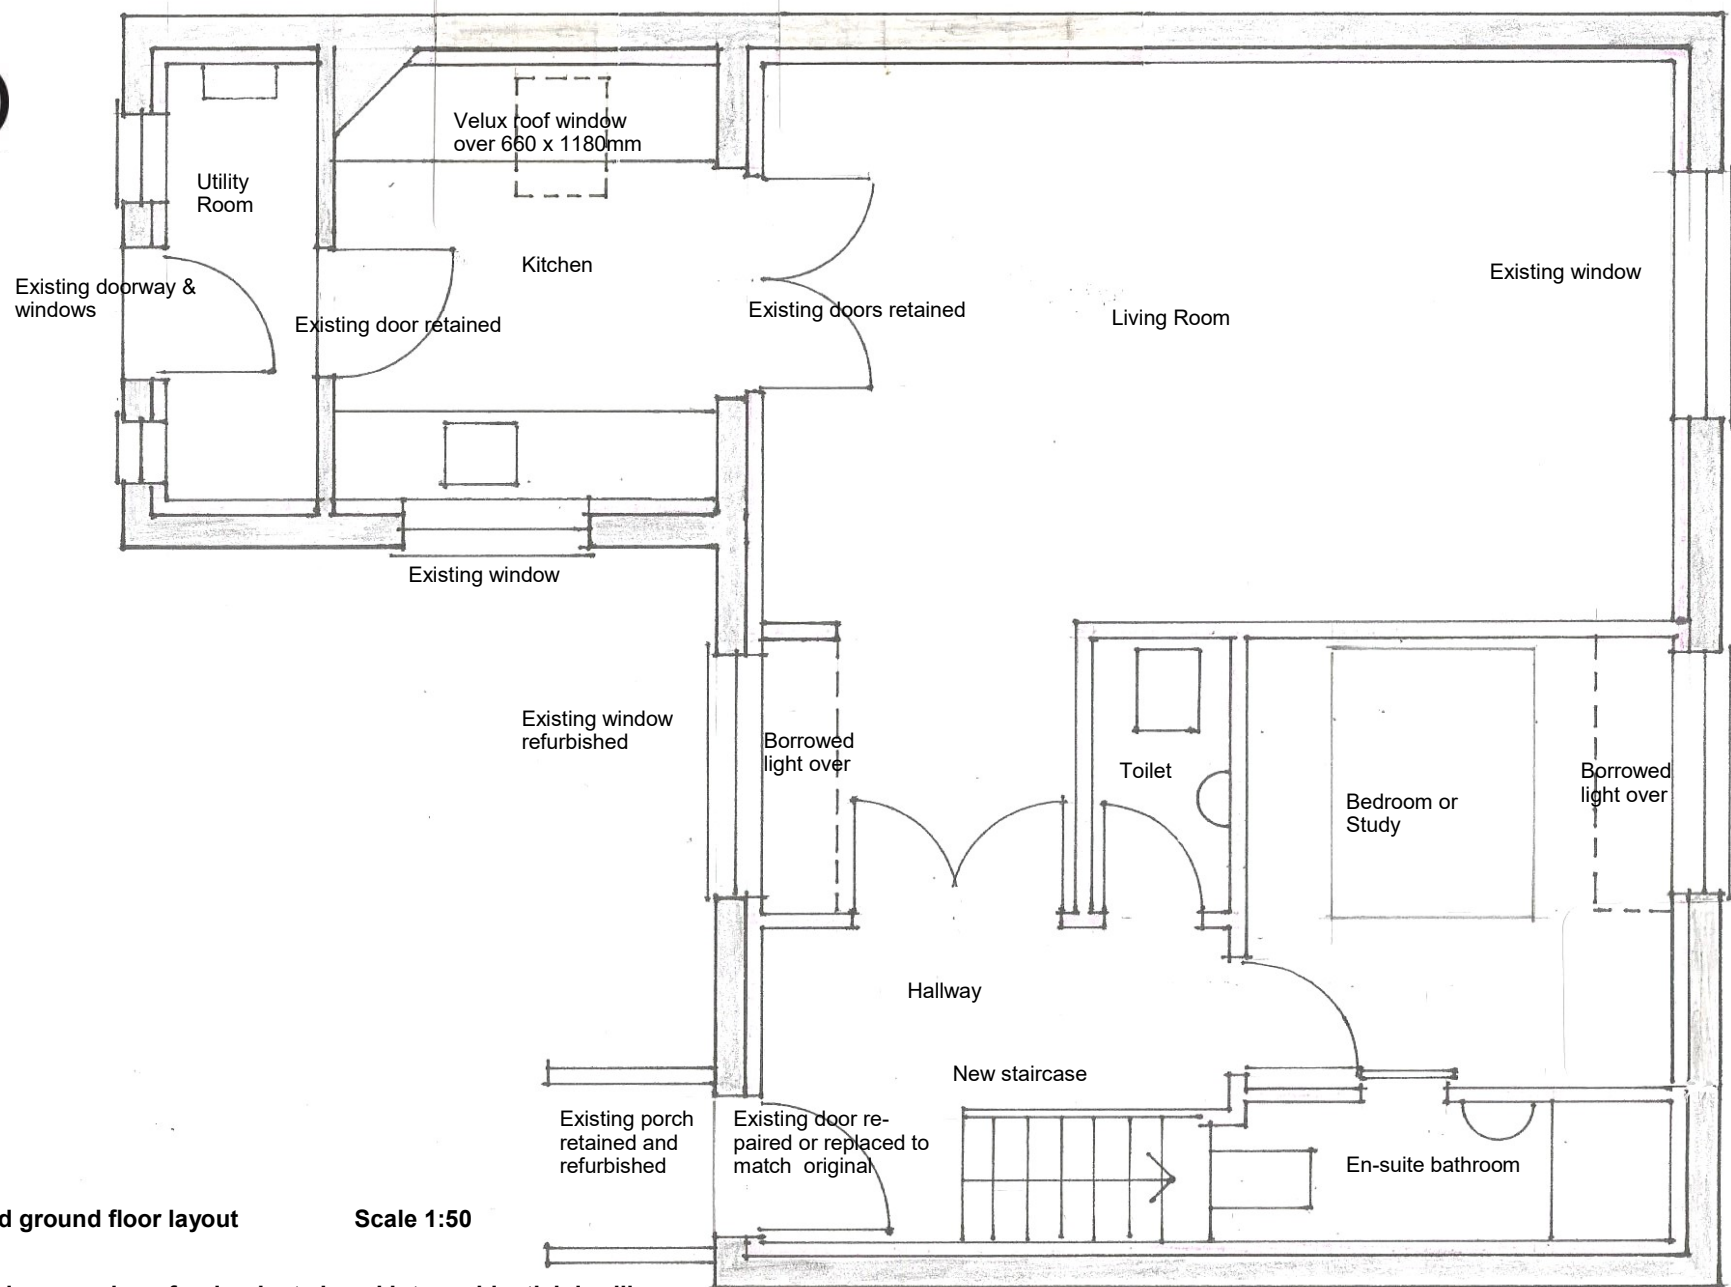 Velux roof window
over 660 x 1180mm
Utility
Room
Kitchen
Existing doorway &
windows
Existing door retained
Existing doors retained
Living Room
Existing window
Existing window
Existing window
refurbished
Borrowed
light over
Toilet
Bedroom or
Study
Borrowed
light over
Hallway
New staircase
Existing porch
retained and
refurbished
Existing door re-
paired or replaced to
match original
En-suite bathroom
ground floor layout
Scale 1:50